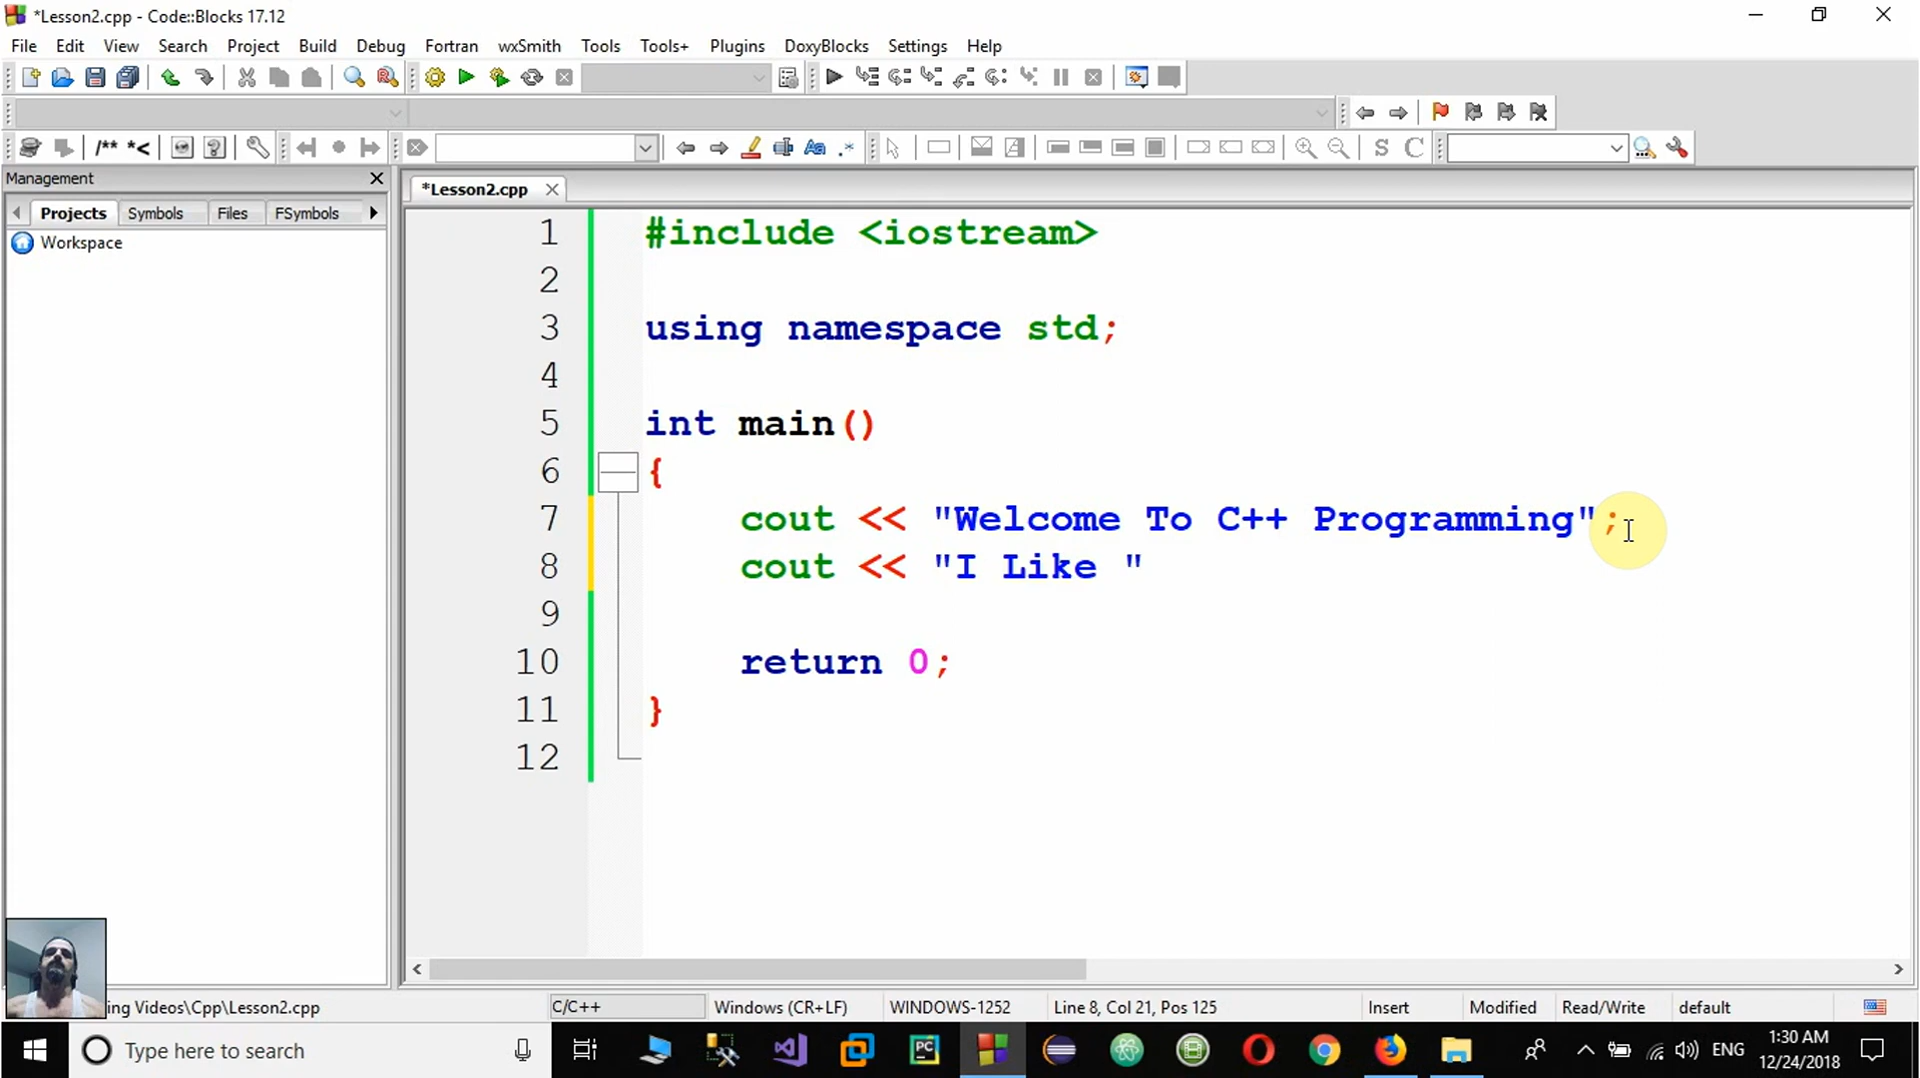 *Lesson2.cpp - Code::Blocks 17.12
File Edit View Search Project Build Debug Fortran wxSmith Tools Tools+ Plugins DoxyBlocks Settings Help
/** *<
Aa .*
S C
Management
*Lesson2.cpp
Projects Symbols Files FSymbols
Workspace
1 #include <iostream>
2
3 using namespace std;
4
5 int main()
6 {
7 cout << "Welcome To C++ Programming";
8 cout << "I Like "
9
10 return 0;
11 }
12
ing Videos\Cpp\Lesson2.cpp C/C++ Windows (CR+LF) WINDOWS-1252 Line 8, Col 21, Pos 125 Insert Modified Read/Write default
Type here to search
PC
ENG
1:30 AM
12/24/2018